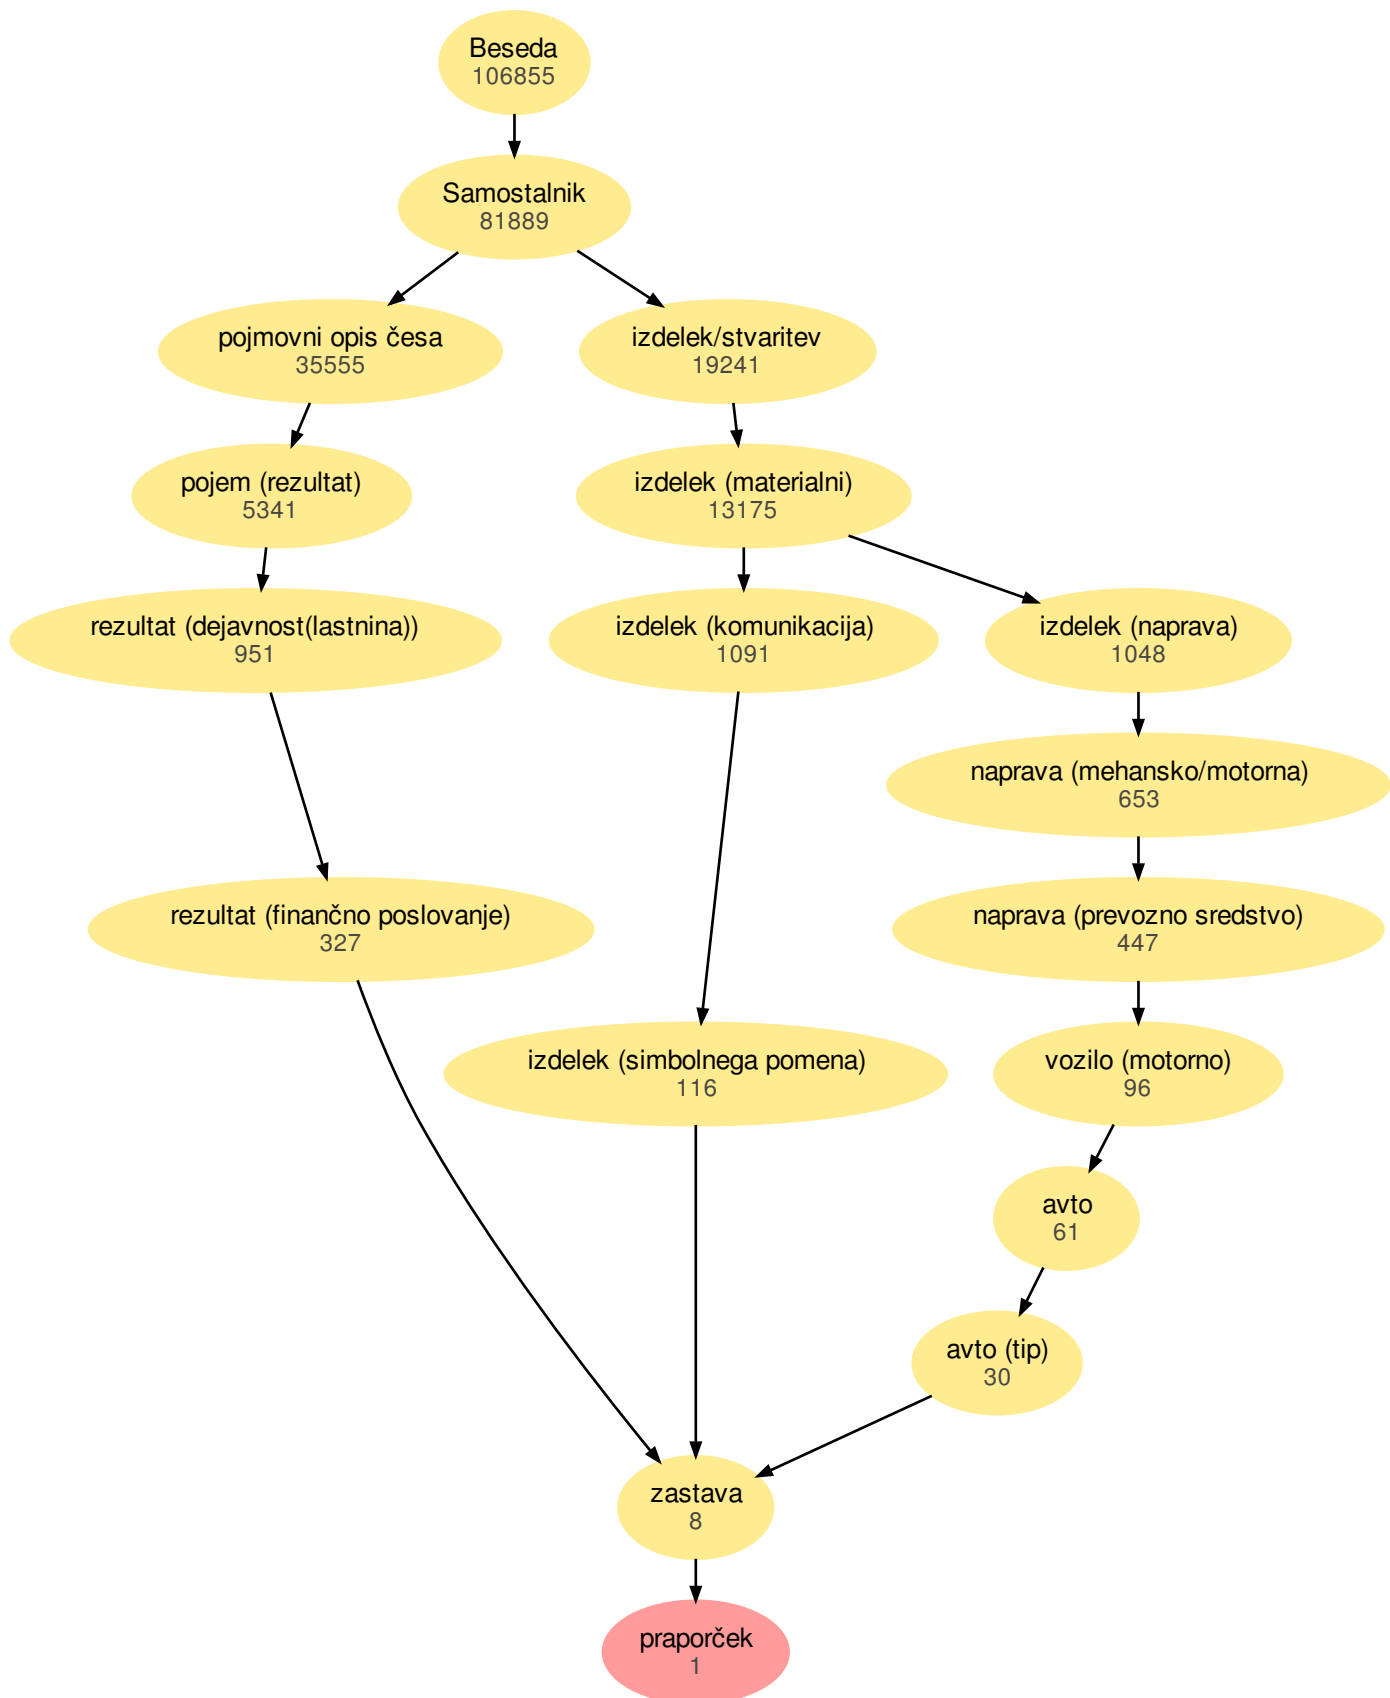 Beseda
106855
Samostalnik
81889
pojmovni opis česa
35555
izdelek/stvaritev
19241
pojem (rezultat)
5341
izdelek (materialni)
13175
rezultat (dejavnost(lastnina))
951
izdelek (komunikacija)
1091
izdelek (naprava)
1048
naprava (mehansko/motorna)
653
rezultat (finančno poslovanje)
327
naprava (prevozno sredstvo)
447
izdelek (simbolnega pomena)
116
vozilo (motorno)
96
avto
61
avto (tip)
30
zastava
8
praporček
1